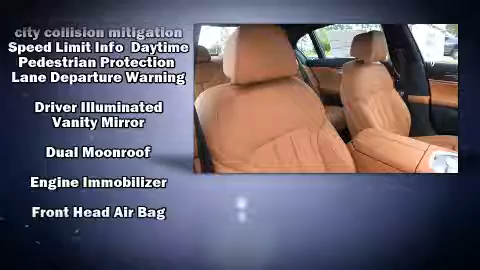 city collision mitigation
Speed Limit Info  Daytime
Pedestrian Protection
Lane Departure Warning
Driver Illuminated
Vanity Mirror
Dual Moonroof
Engine Immobilizer
Front Head Air Bag